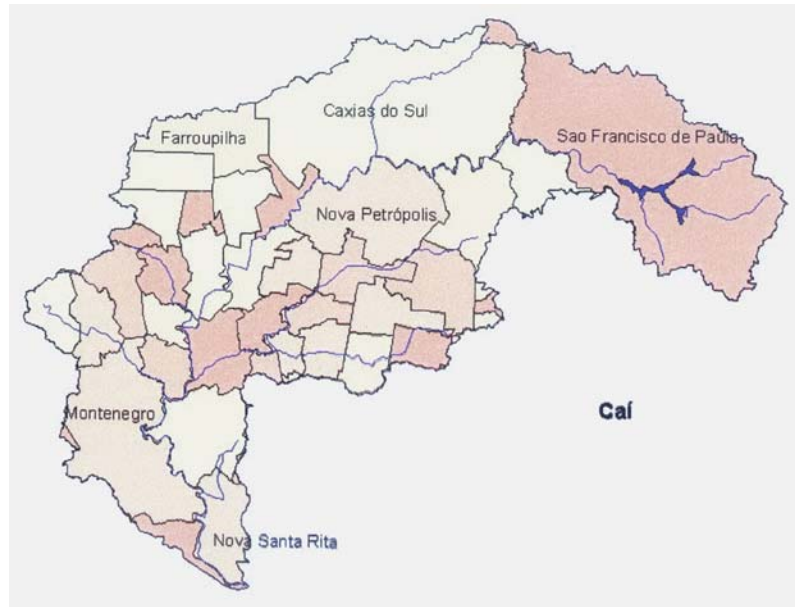 Caxias do Sul
Farroupilha
Sao Francisco de Paula
Nova Petrópolis
Montenegro
Caí
Nova Santa Rita